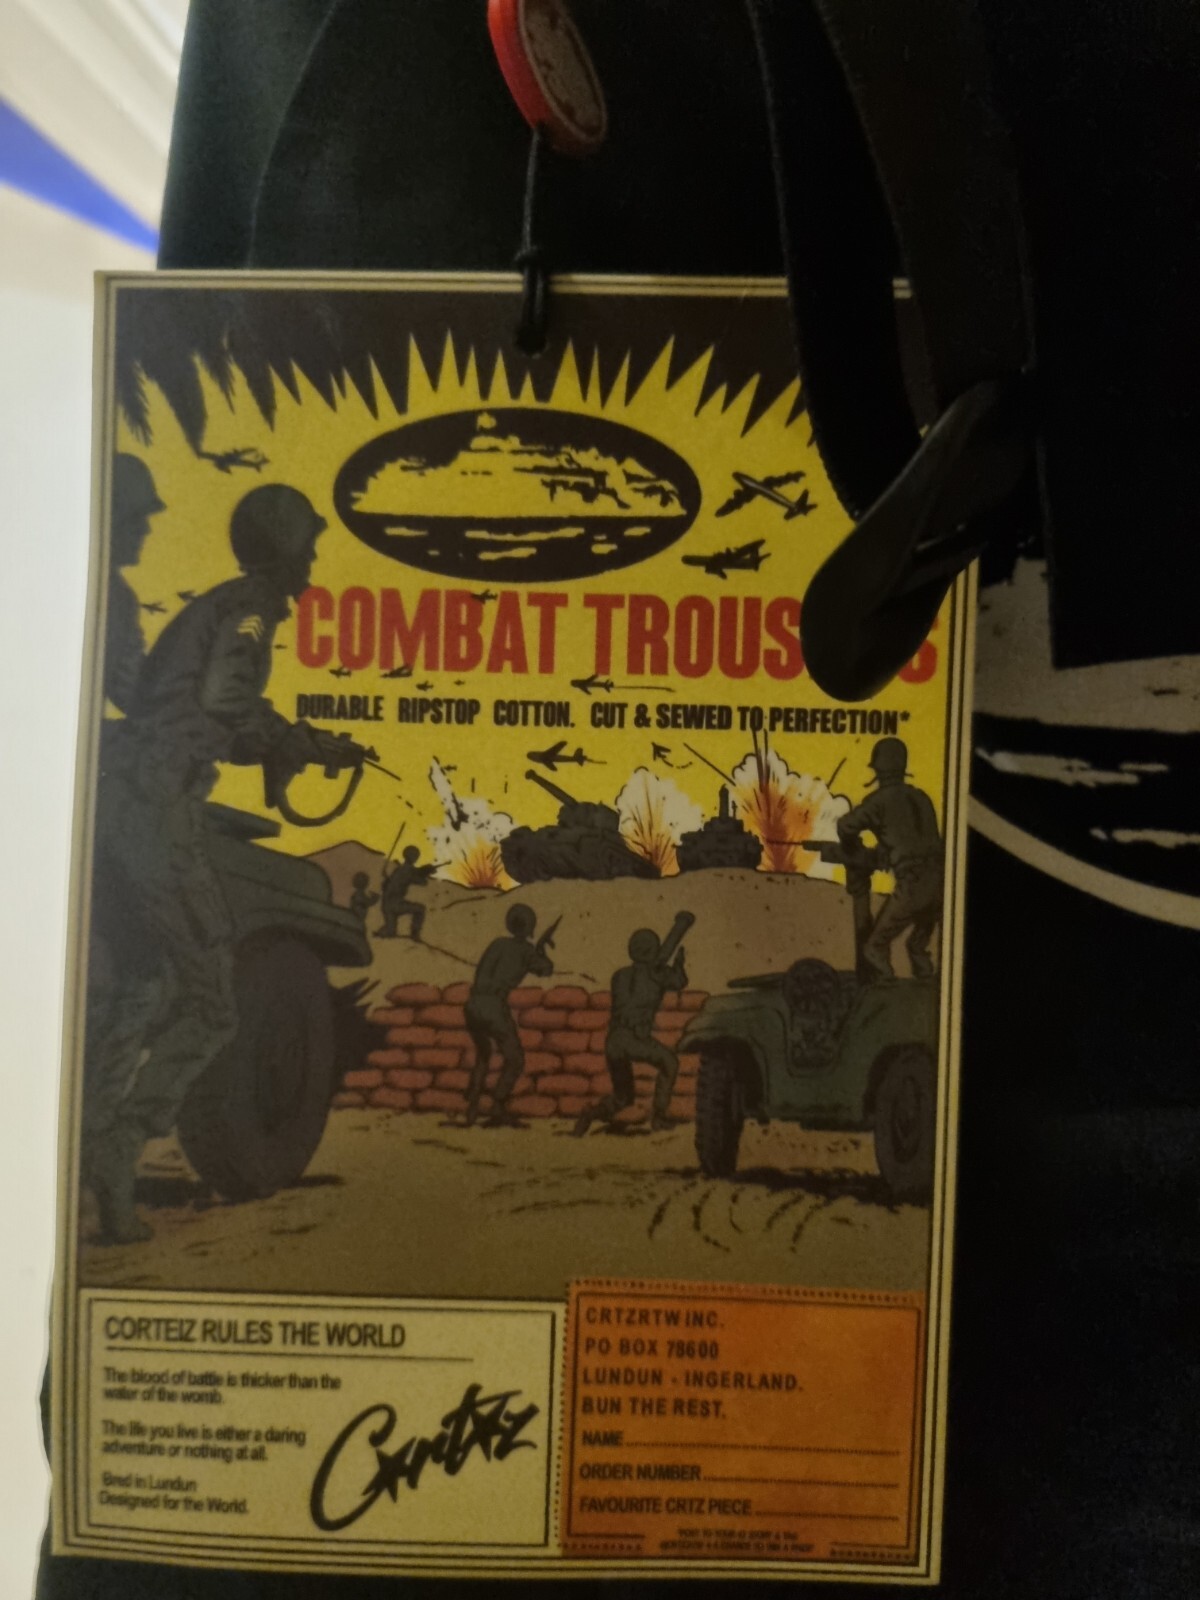 COMBAT TROUS S
DURABLE RIPSTOP COTTON. CUT & SEWED TO PERFECTION*
CORTEIZ RULES THE WORLD
The blood of battle is thicker than the
water of the womb.
The life you live is either a daring
adventure or nothing at all.
Bred in Lundun
Designed for the World.
Corteiz
CRTZRTW INC.
PO BOX 78600
LUNDUN - INGERLAND.
BUN THE REST.
NAME
ORDER NUMBER
FAVOURITE CRTZ PIECE